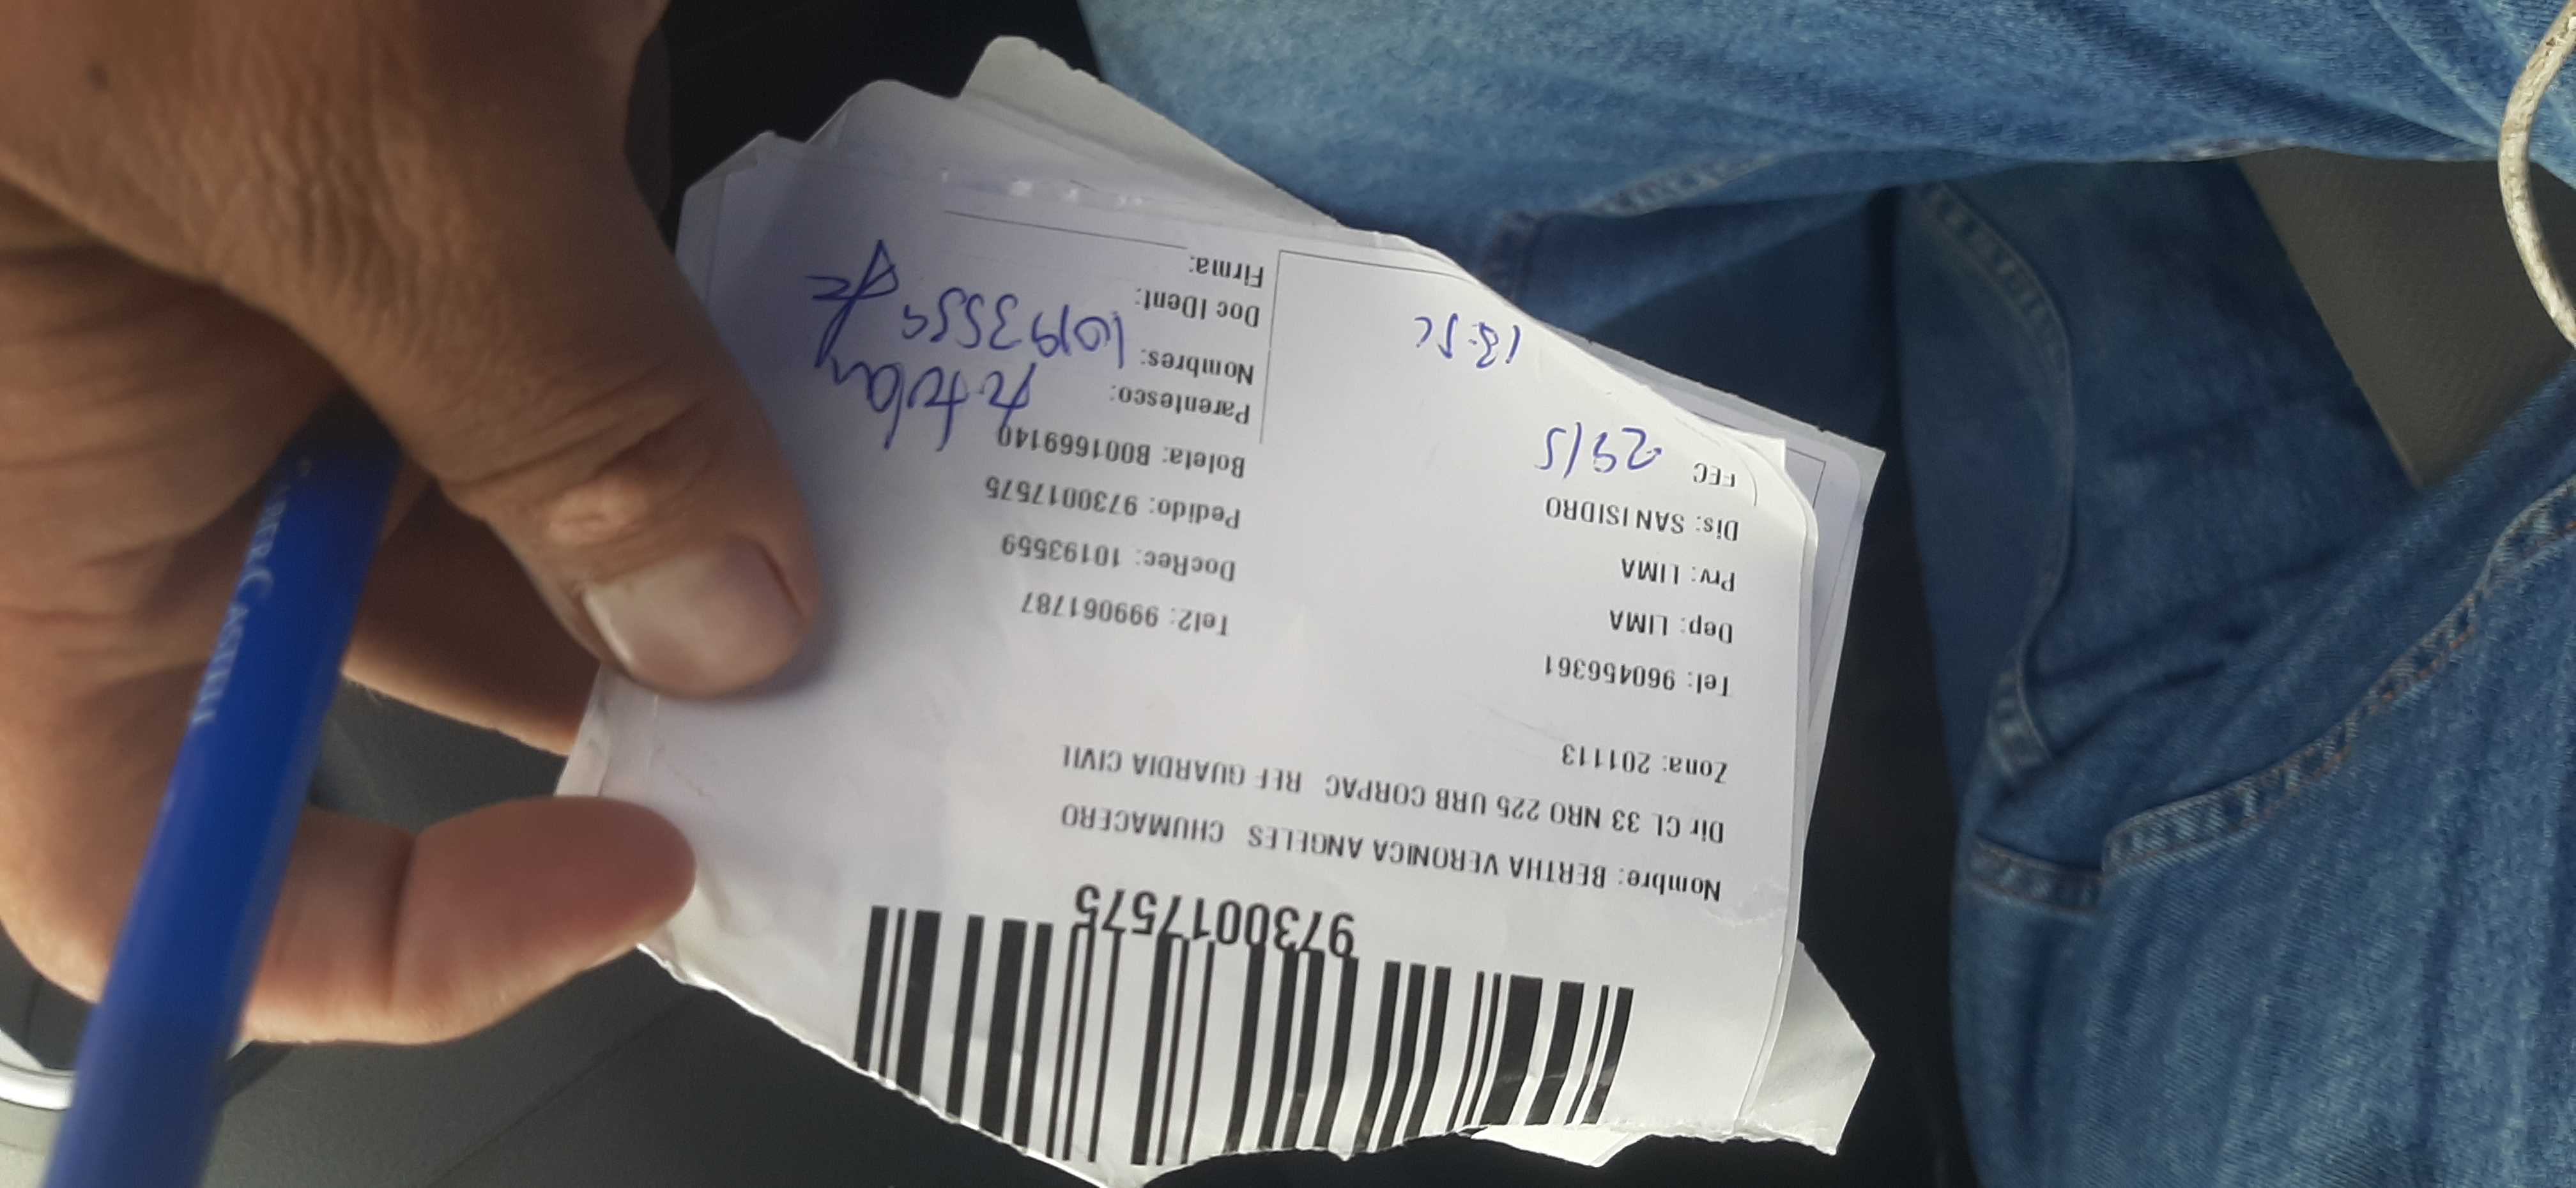 9730017575
Nombre: BERTHA VERONICA ANGELES CHUMACERO
Dir CL 33 NRO 225 URB CORPAC REF GUARDIA CIVIL
Zona: 201113
Tel: 960456361 Tel2: 999061787
Dep: LIMA DocRec: 10193559
Prv: LIMA Pedido: 9730017575
Dis: SAN ISIDRO Boleta: B001669140
FEC 29/5 Parentesco: titular
Nombres:
Doc IDent: 10193559
Firma: